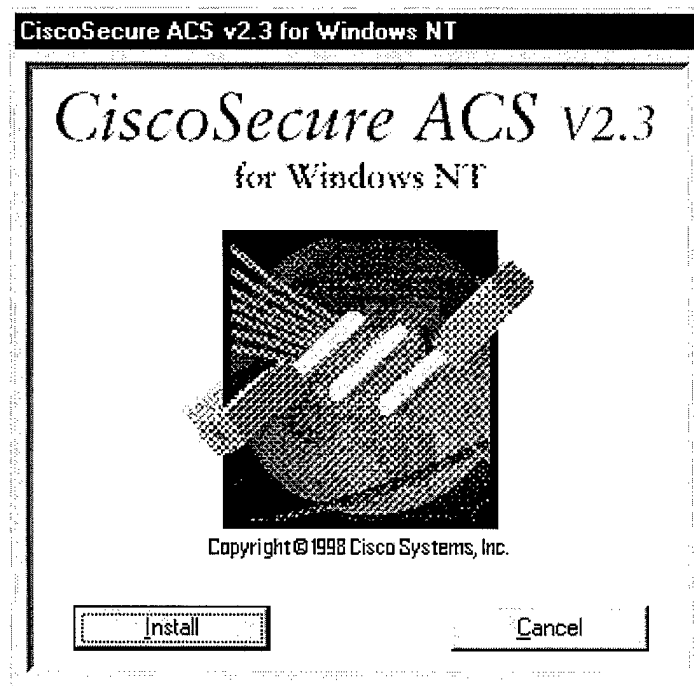 CiscoSecure ACS v2.3 for Windows NT
CiscoSecure ACS V2.3
for Windows NT
Copyright©1998 Cisco Systems, Inc.
Install
Cancel